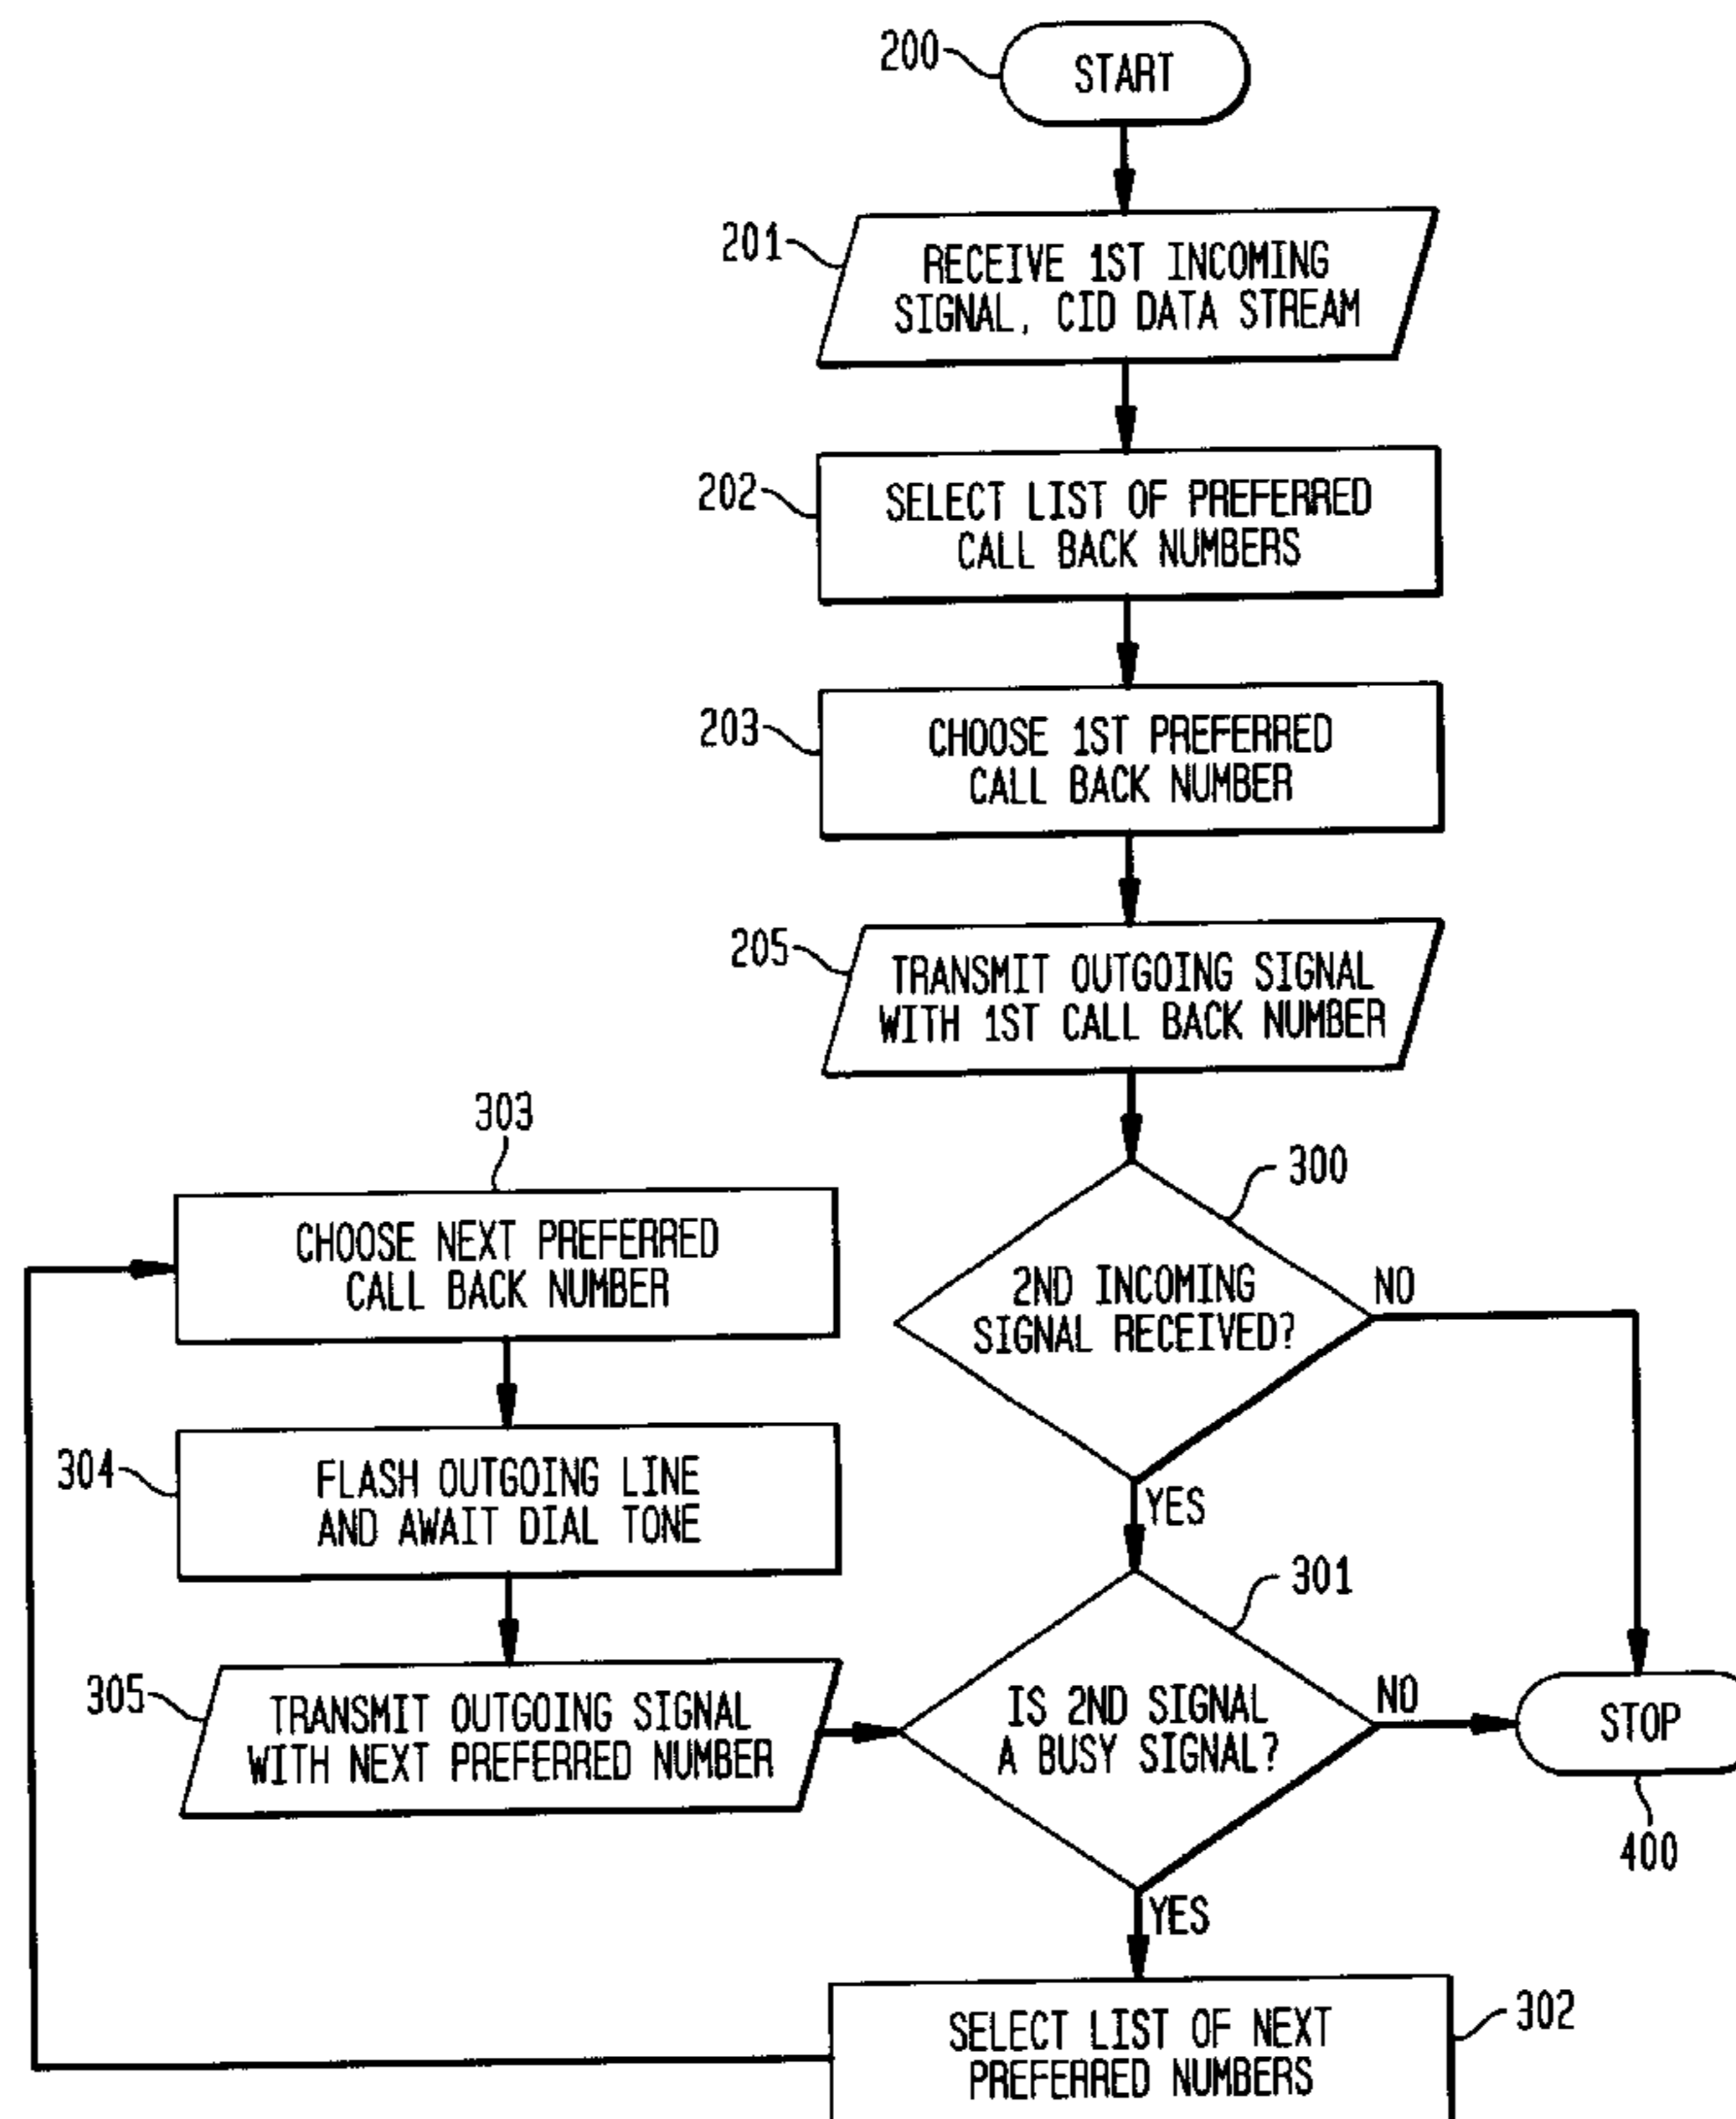 200
START
201
RECEIVE 1ST INCOMING
SIGNAL, CID DATA STREAM
202
SELECT LIST OF PREFERRED
CALL BACK NUMBERS
203
CHOOSE 1ST PREFERRED
CALL BACK NUMBER
205
TRANSMIT OUTGOING SIGNAL
WITH 1ST CALL BACK NUMBER
300
2ND INCOMING
SIGNAL RECEIVED?
NO
YES
301
IS 2ND SIGNAL
A BUSY SIGNAL?
NO
STOP
400
YES
302
SELECT LIST OF NEXT
PREFERRED NUMBERS
303
CHOOSE NEXT PREFERRED
CALL BACK NUMBER
304
FLASH OUTGOING LINE
AND AWAIT DIAL TONE
305
TRANSMIT OUTGOING SIGNAL
WITH NEXT PREFERRED NUMBER